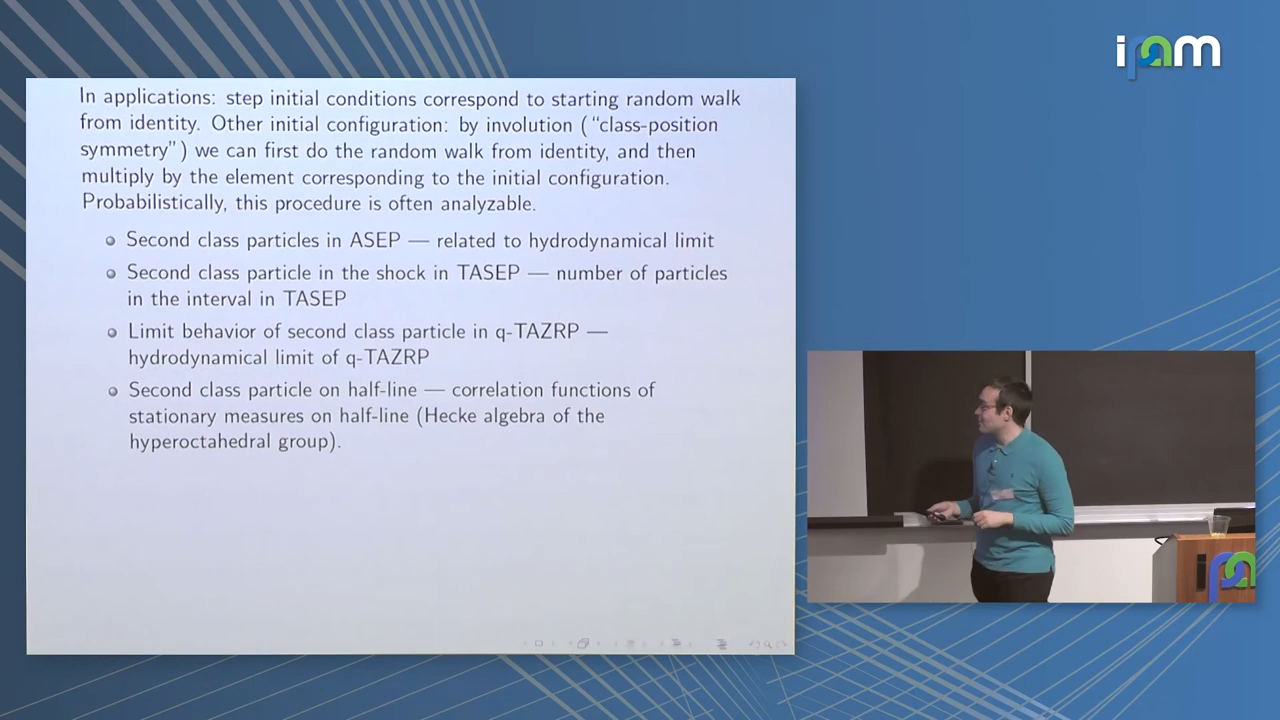 ipam
In applications: step initial conditions correspond to starting random walk
from identity. Other initial configuration: by involution (“class-position
symmetry”) we can first do the random walk from identity, and then
multiply by the element corresponding to the initial configuration.
Probabilistically, this procedure is often analyzable.
Second class particles in ASEP — related to hydrodynamical limit
Second class particle in the shock in TASEP — number of particles
in the interval in TASEP
Limit behavior of second class particle in q-TAZRP —
hydrodynamical limit of q-TAZRP
Second class particle on half-line — correlation functions of
stationary measures on half-line (Hecke algebra of the
hyperoctahedral group).